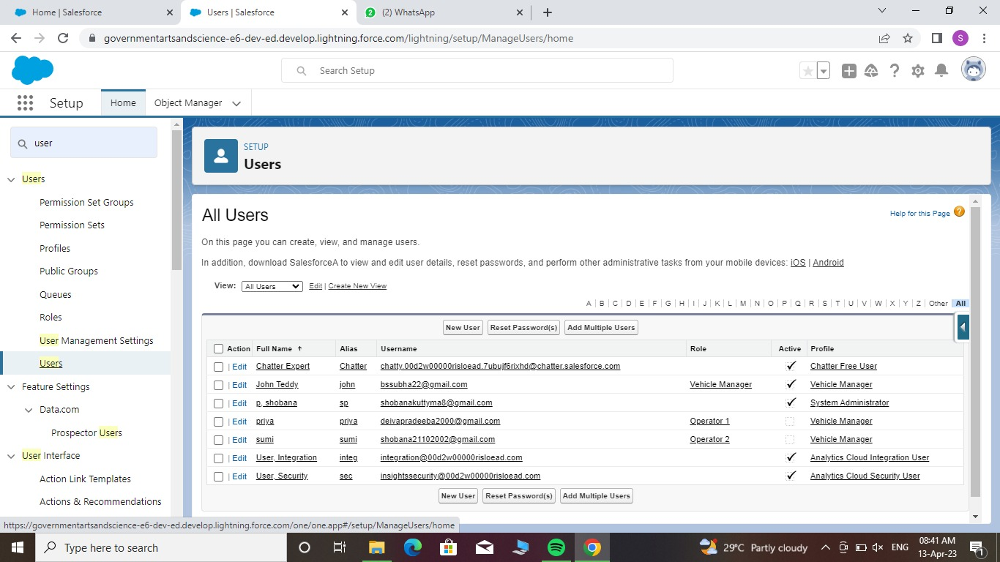 Home | Salesforce
Users | Salesforce
(2) WhatsApp
governmentartsandscience-e6-dev-ed.develop.lightning.force.com/lightning/setup/ManageUsers/home
S
Search Setup
Setup
Home
Object Manager
user
Users
Permission Set Groups
Permission Sets
Profiles
Public Groups
Queues
Roles
User Management Settings
Users
Feature Settings
Data.com
Prospector Users
User Interface
Action Link Templates
Actions & Recommendations
SETUP
Users
All Users
Help for this Page ?
On this page you can create, view, and manage users.
In addition, download SalesforceA to view and edit user details, reset passwords, and perform other administrative tasks from your mobile devices: iOS | Android
View: All Users Edit | Create New View
A | B | C | D | E | F | G | H | I | J | K | L | M | N | O | P | Q | R | S | T | U | V | W | X | Y | Z | Other | All
New User Reset Password(s) Add Multiple Users
Action Full Name ↑ Alias Username Role Active Profile
| Edit Chatter Expert Chatter chatty.00d2w00000risloead.7ubujf6rixhd@chatter.salesforce.com ✓ Chatter Free User
| Edit John Teddy john bssubha22@gmail.com Vehicle Manager ✓ Vehicle Manager
| Edit p, shobana sp shobanakuttyma8@gmail.com ✓ System Administrator
| Edit priya priya deivapradeeba2000@gmail.com Operator 1 Vehicle Manager
| Edit sumi sumi shobana21102002@gmail.com Operator 2 Vehicle Manager
| Edit User, Integration integ integration@00d2w00000risloead.com ✓ Analytics Cloud Integration User
| Edit User, Security sec insightssecurity@00d2w00000risloead.com ✓ Analytics Cloud Security User
New User Reset Password(s) Add Multiple Users
https://governmentartsandscience-e6-dev-ed.develop.lightning.force.com/one/one.app#/setup/ManageUsers/home
Type here to search
29°C Partly cloudy
ENG
08:41 AM
13-Apr-23
1